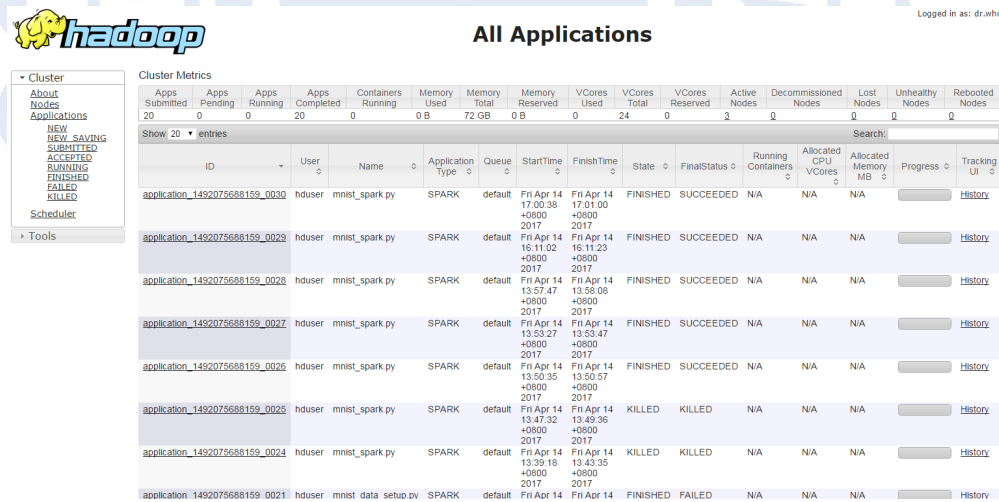 Logged in as: dr.who
hadoop
All Applications
Cluster
About
Nodes
Applications
NEW
NEW_SAVING
SUBMITTED
ACCEPTED
RUNNING
FINISHED
FAILED
KILLED
Scheduler
Tools
Cluster Metrics
Apps Submitted Apps Pending Apps Running Apps Completed Containers Running Memory Used Memory Total Memory Reserved VCores Used VCores Total VCores Reserved Active Nodes Decommissioned Nodes Lost Nodes Unhealthy Nodes Rebooted Nodes
20 0 0 20 0 0 B 72 GB 0 B 0 24 0 3 0 0 0 0
Show 20 entries Search:
ID User Name Application Type Queue StartTime FinishTime State FinalStatus Running Containers Allocated CPU VCores Allocated Memory MB Progress Tracking UI
application_1492075688159_0030 hduser mnist_spark.py SPARK default Fri Apr 14 17:00:38 +0800 2017 Fri Apr 14 17:01:00 +0800 2017 FINISHED SUCCEEDED N/A N/A N/A History
application_1492075688159_0029 hduser mnist_spark.py SPARK default Fri Apr 14 16:11:02 +0800 2017 Fri Apr 14 16:11:23 +0800 2017 FINISHED SUCCEEDED N/A N/A N/A History
application_1492075688159_0028 hduser mnist_spark.py SPARK default Fri Apr 14 13:57:47 +0800 2017 Fri Apr 14 13:58:08 +0800 2017 FINISHED SUCCEEDED N/A N/A N/A History
application_1492075688159_0027 hduser mnist_spark.py SPARK default Fri Apr 14 13:53:27 +0800 2017 Fri Apr 14 13:53:47 +0800 2017 FINISHED SUCCEEDED N/A N/A N/A History
application_1492075688159_0026 hduser mnist_spark.py SPARK default Fri Apr 14 13:50:35 +0800 2017 Fri Apr 14 13:50:57 +0800 2017 FINISHED SUCCEEDED N/A N/A N/A History
application_1492075688159_0025 hduser mnist_spark.py SPARK default Fri Apr 14 13:47:32 +0800 2017 Fri Apr 14 13:49:36 +0800 2017 KILLED KILLED N/A N/A N/A History
application_1492075688159_0024 hduser mnist_spark.py SPARK default Fri Apr 14 13:39:18 +0800 2017 Fri Apr 14 13:43:35 +0800 2017 KILLED KILLED N/A N/A N/A History
application_1492075688159_0021 hduser mnist_data_setup.py SPARK default Fri Apr 14 Fri Apr 14 FINISHED FAILED N/A N/A N/A History